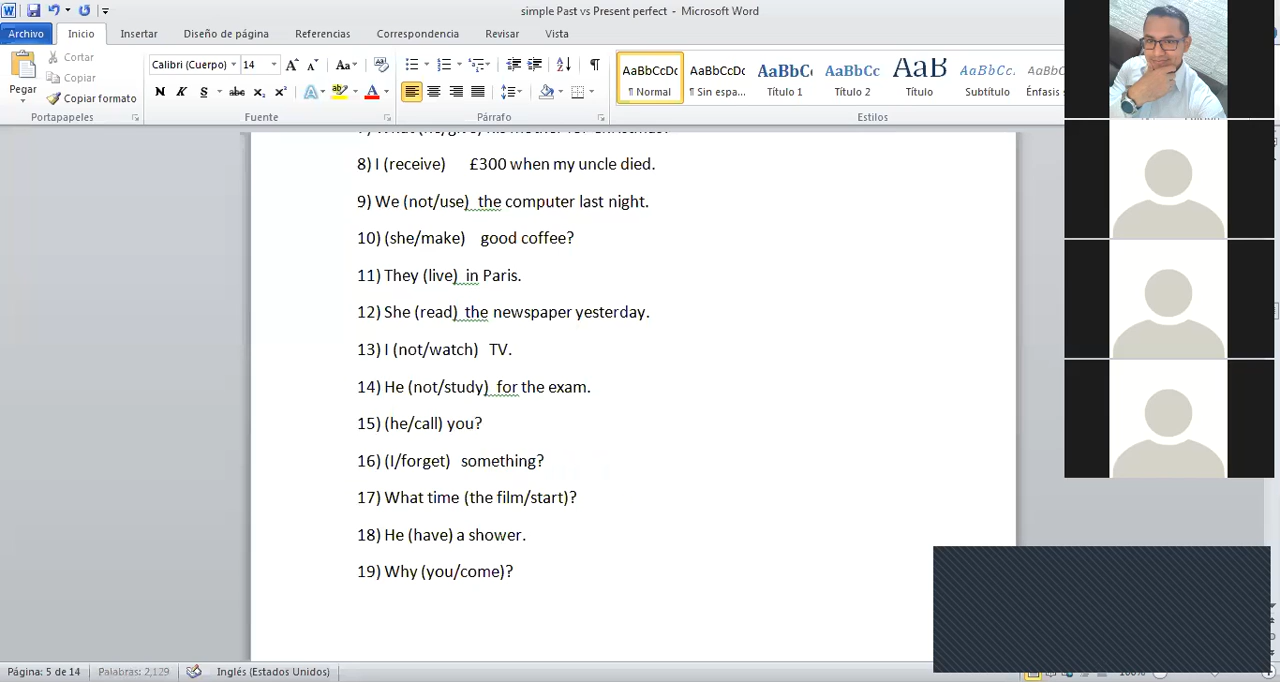 simple Past vs Present perfect - Microsoft Word
Archivo Inicio Insertar Diseño de página Referencias Correspondencia Revisar Vista
Pegar
Cortar
Copiar
Copiar formato
Portapapeles
Calibri (Cuerpo) 14
N K S abc x₂ x²
Fuente
Párrafo
AaBbCcDc AaBbCcDc AaBbC AaBbCc AaB AaBbCc. AaBbCc
¶ Normal ¶ Sin espa... Título 1 Título 2 Título Subtítulo Énfasis
Estilos
8) I (receive) £300 when my uncle died.
9) We (not/use) the computer last night.
10) (she/make) good coffee?
11) They (live) in Paris.
12) She (read) the newspaper yesterday.
13) I (not/watch) TV.
14) He (not/study) for the exam.
15) (he/call) you?
16) (I/forget) something?
17) What time (the film/start)?
18) He (have) a shower.
19) Why (you/come)?
Página: 5 de 14 Palabras: 2,129 Inglés (Estados Unidos)